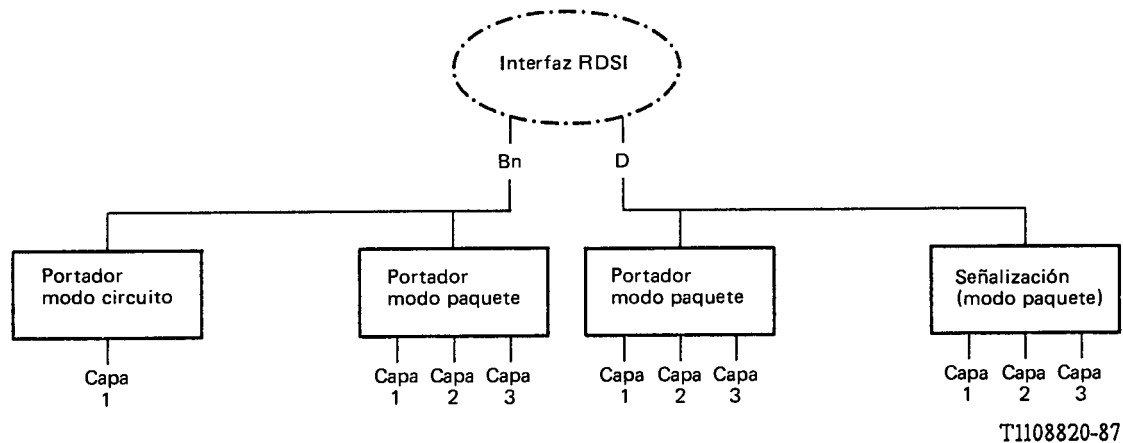 Interfaz RDSI
Bn
D
Portador
modo circuito
Portador
modo paquete
Portador
modo paquete
Señalización
(modo paquete)
Capa
1
Capa Capa Capa
1 2 3
Capa Capa Capa
1 2 3
Capa Capa Capa
1 2 3
T1108820-87